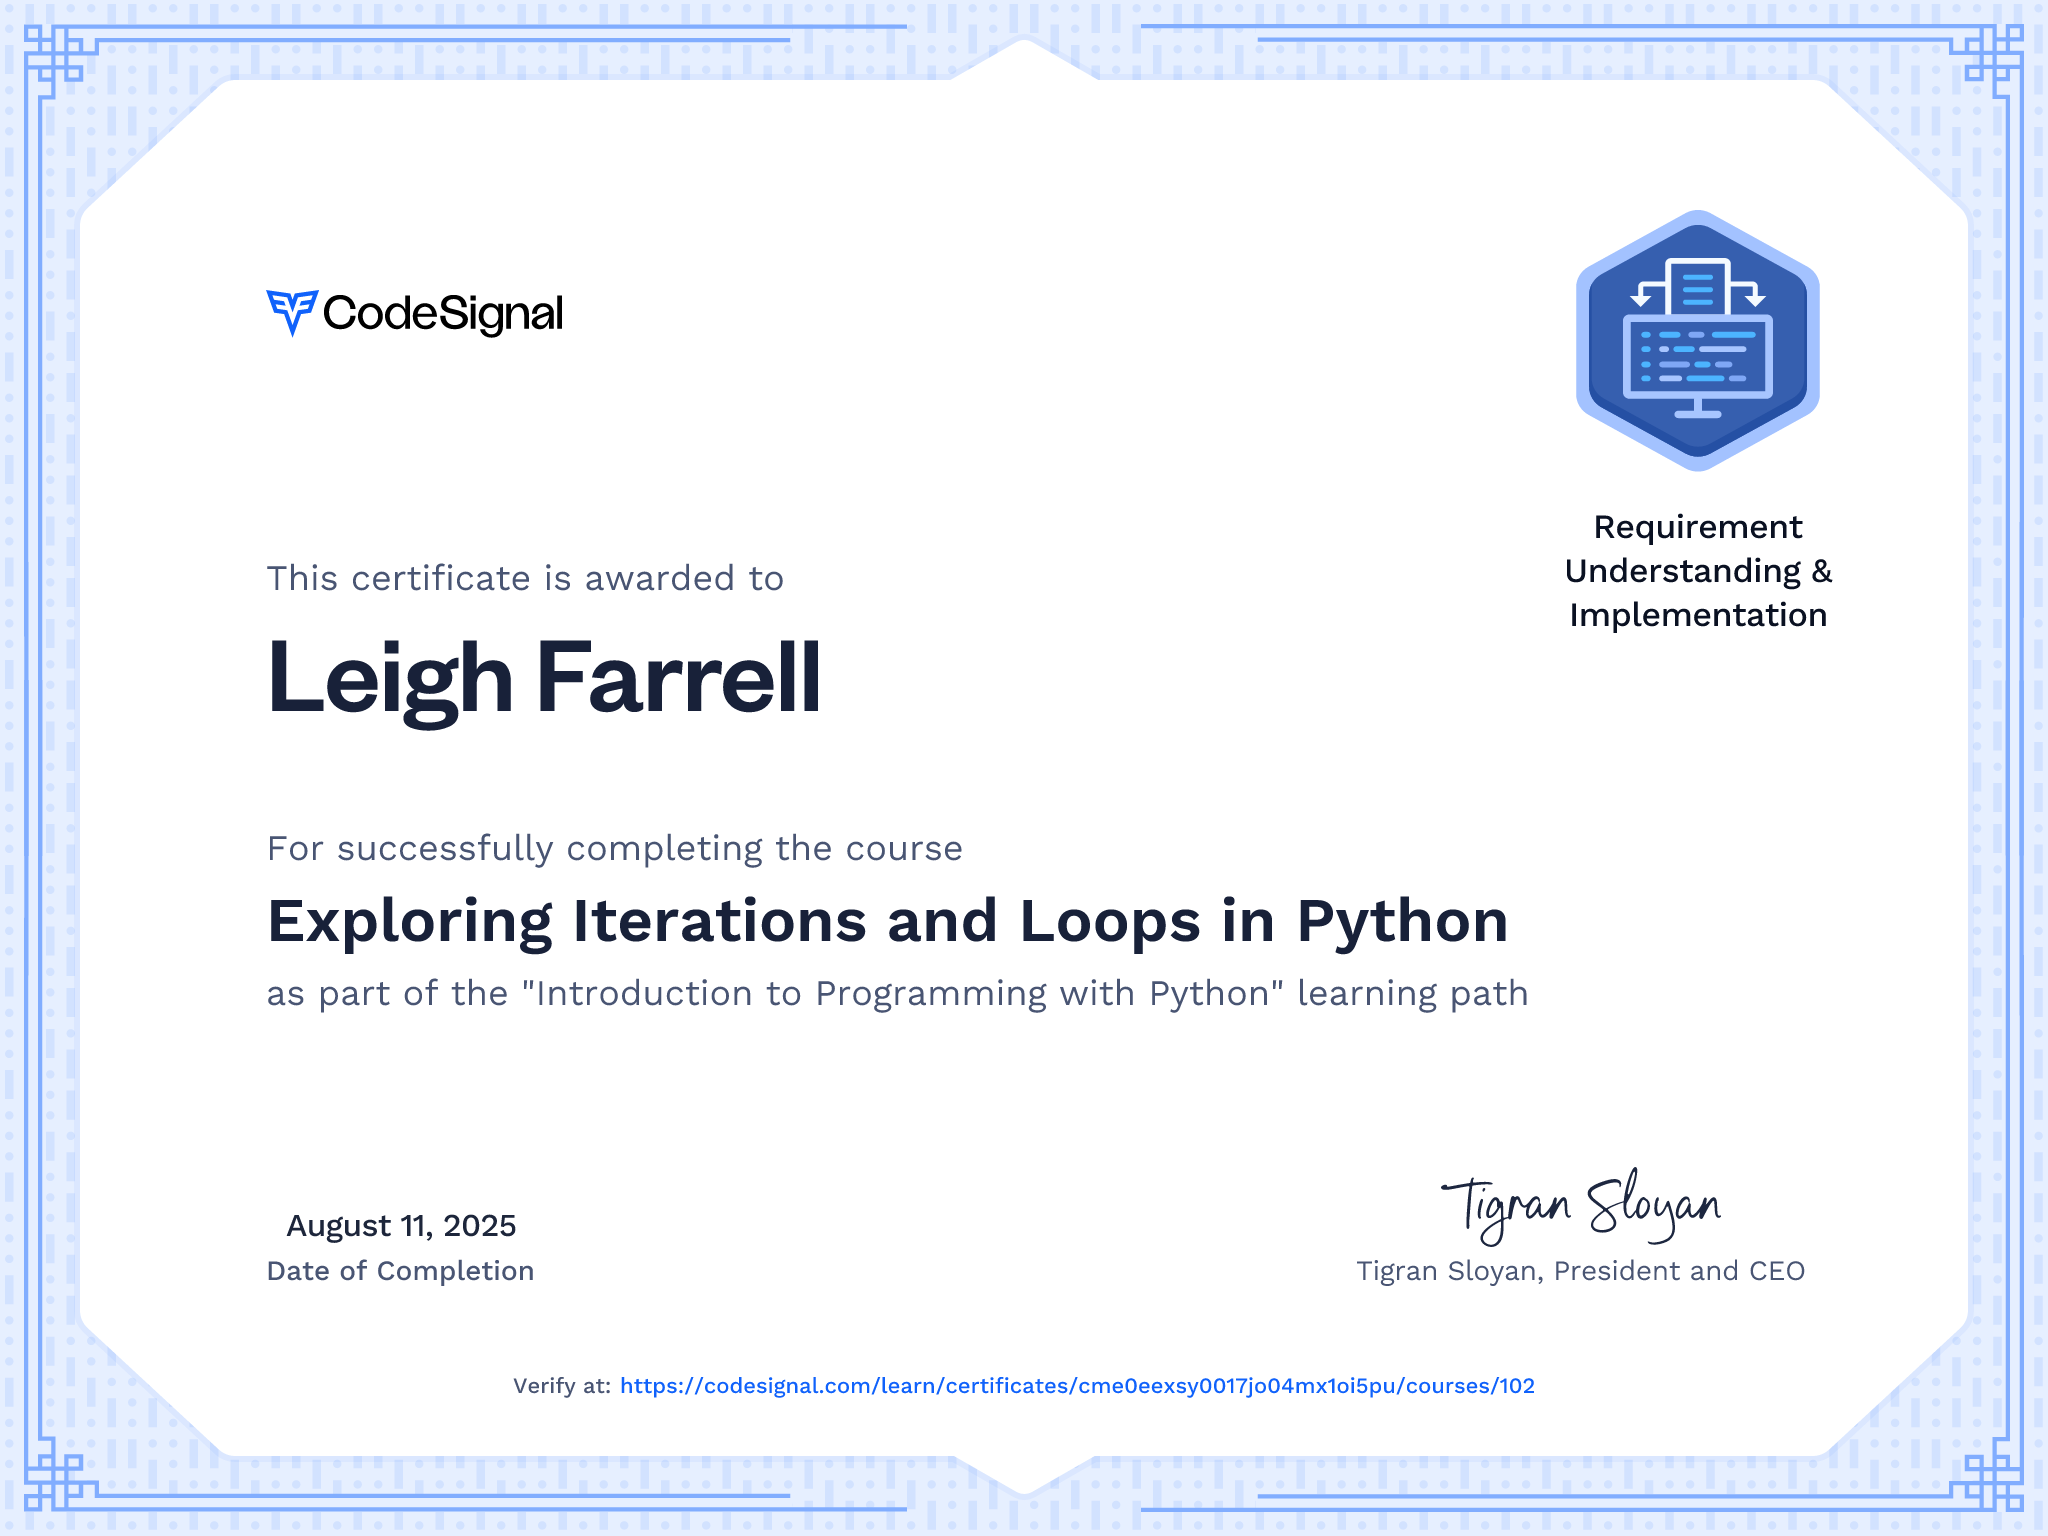 CodeSignal
Requirement
Understanding &
Implementation
This certificate is awarded to
Leigh Farrell
For successfully completing the course
Exploring Iterations and Loops in Python
as part of the "Introduction to Programming with Python" learning path
August 11, 2025
Date of Completion
Tigran Sloyan
Tigran Sloyan, President and CEO
Verify at: https://codesignal.com/learn/certificates/cme0eexsy0017jo04mx1oi5pu/courses/102